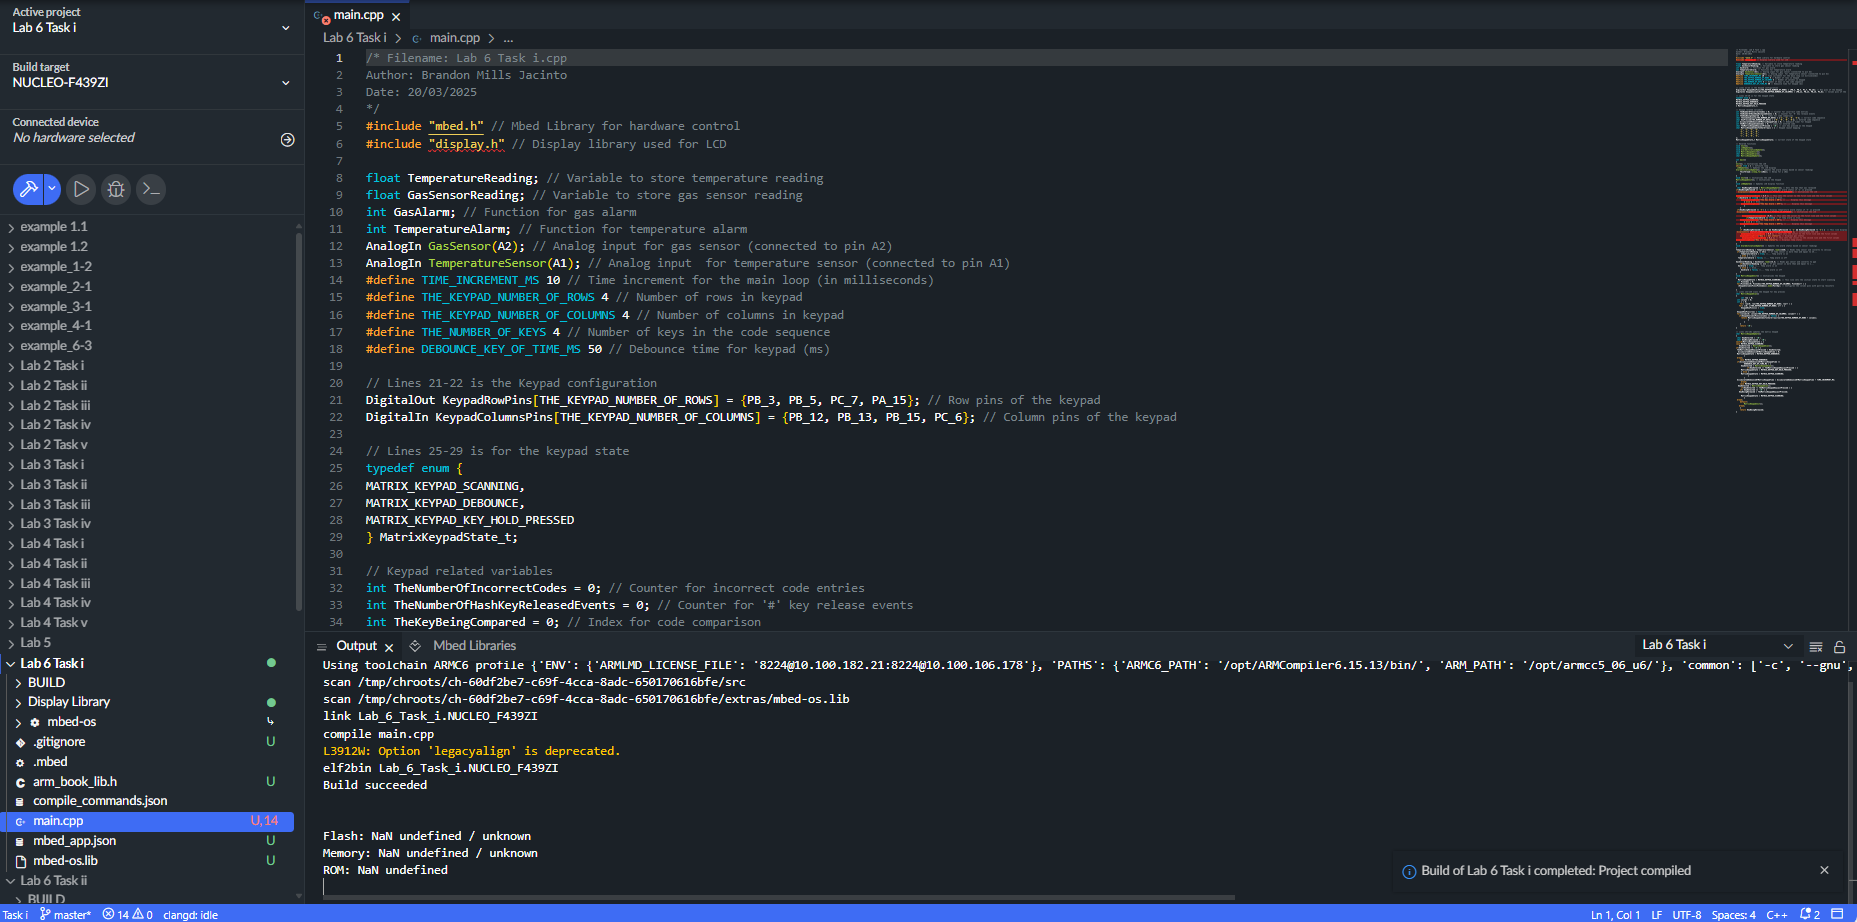 Active project
Lab 6 Task i
Build target
NUCLEO-F439ZI
Connected device
No hardware selected
example 1.1
example 1.2
example_1-2
example_2-1
example_3-1
example_4-1
example_6-3
Lab 2 Task i
Lab 2 Task ii
Lab 2 Task iii
Lab 2 Task iv
Lab 2 Task v
Lab 3 Task i
Lab 3 Task ii
Lab 3 Task iii
Lab 3 Task iv
Lab 4 Task i
Lab 4 Task ii
Lab 4 Task iii
Lab 4 Task iv
Lab 4 Task v
Lab 5
Lab 6 Task i
BUILD
Display Library
mbed-os
.gitignore U
.mbed
arm_book_lib.h U
compile_commands.json
main.cpp U, 14
mbed_app.json U
mbed-os.lib U
Lab 6 Task ii
BUILD
main.cpp
Lab 6 Task i > main.cpp > ...
1 /* Filename: Lab 6 Task i.cpp
2 Author: Brandon Mills Jacinto
3 Date: 20/03/2025
4 */
5 #include "mbed.h" // Mbed Library for hardware control
6 #include "display.h" // Display library used for LCD
7
8 float TemperatureReading; // Variable to store temperature reading
9 float GasSensorReading; // Variable to store gas sensor reading
10 int GasAlarm; // Function for gas alarm
11 int TemperatureAlarm; // Function for temperature alarm
12 AnalogIn GasSensor(A2); // Analog input for gas sensor (connected to pin A2)
13 AnalogIn TemperatureSensor(A1); // Analog input  for temperature sensor (connected to pin A1)
14 #define TIME_INCREMENT_MS 10 // Time increment for the main loop (in milliseconds)
15 #define THE_KEYPAD_NUMBER_OF_ROWS 4 // Number of rows in keypad
16 #define THE_KEYPAD_NUMBER_OF_COLUMNS 4 // Number of columns in keypad
17 #define THE_NUMBER_OF_KEYS 4 // Number of keys in the code sequence
18 #define DEBOUNCE_KEY_OF_TIME_MS 50 // Debounce time for keypad (ms)
19
20 // Lines 21-22 is the Keypad configuration
21 DigitalOut KeypadRowPins[THE_KEYPAD_NUMBER_OF_ROWS] = {PB_3, PB_5, PC_7, PA_15}; // Row pins of the keypad
22 DigitalIn KeypadColumnsPins[THE_KEYPAD_NUMBER_OF_COLUMNS] = {PB_12, PB_13, PB_15, PC_6}; // Column pins of the keypad
23
24 // Lines 25-29 is for the keypad state
25 typedef enum {
26 MATRIX_KEYPAD_SCANNING,
27 MATRIX_KEYPAD_DEBOUNCE,
28 MATRIX_KEYPAD_KEY_HOLD_PRESSED
29 } MatrixKeypadState_t;
30
31 // Keypad related variables
32 int TheNumberOfIncorrectCodes = 0; // Counter for incorrect code entries
33 int TheNumberOfHashKeyReleasedEvents = 0; // Counter for '#' key release events
34 int TheKeyBeingCompared = 0; // Index for code comparison
Output Mbed Libraries Lab 6 Task i
Using toolchain ARMC6 profile {'ENV': {'ARMLMD_LICENSE_FILE': '8224@10.100.182.21:8224@10.100.106.178'}, 'PATHS': {'ARMC6_PATH': '/opt/ARMCompiler6.15.13/bin/', 'ARM_PATH': '/opt/armcc5_06_u6/'}, 'common': ['-c', '--gnu',
scan /tmp/chroots/ch-60df2be7-c69f-4cca-8adc-650170616bfe/src
scan /tmp/chroots/ch-60df2be7-c69f-4cca-8adc-650170616bfe/extras/mbed-os.lib
link Lab_6_Task_i.NUCLEO_F439ZI
compile main.cpp
L3912W: Option 'legacyalign' is deprecated.
elf2bin Lab_6_Task_i.NUCLEO_F439ZI
Build succeeded
Flash: NaN undefined / unknown
Memory: NaN undefined / unknown
ROM: NaN undefined
Build of Lab 6 Task i completed: Project compiled
Task i master* 14 0 clangd: idle
Ln 1, Col 1 LF UTF-8 Spaces: 4 C++ 2